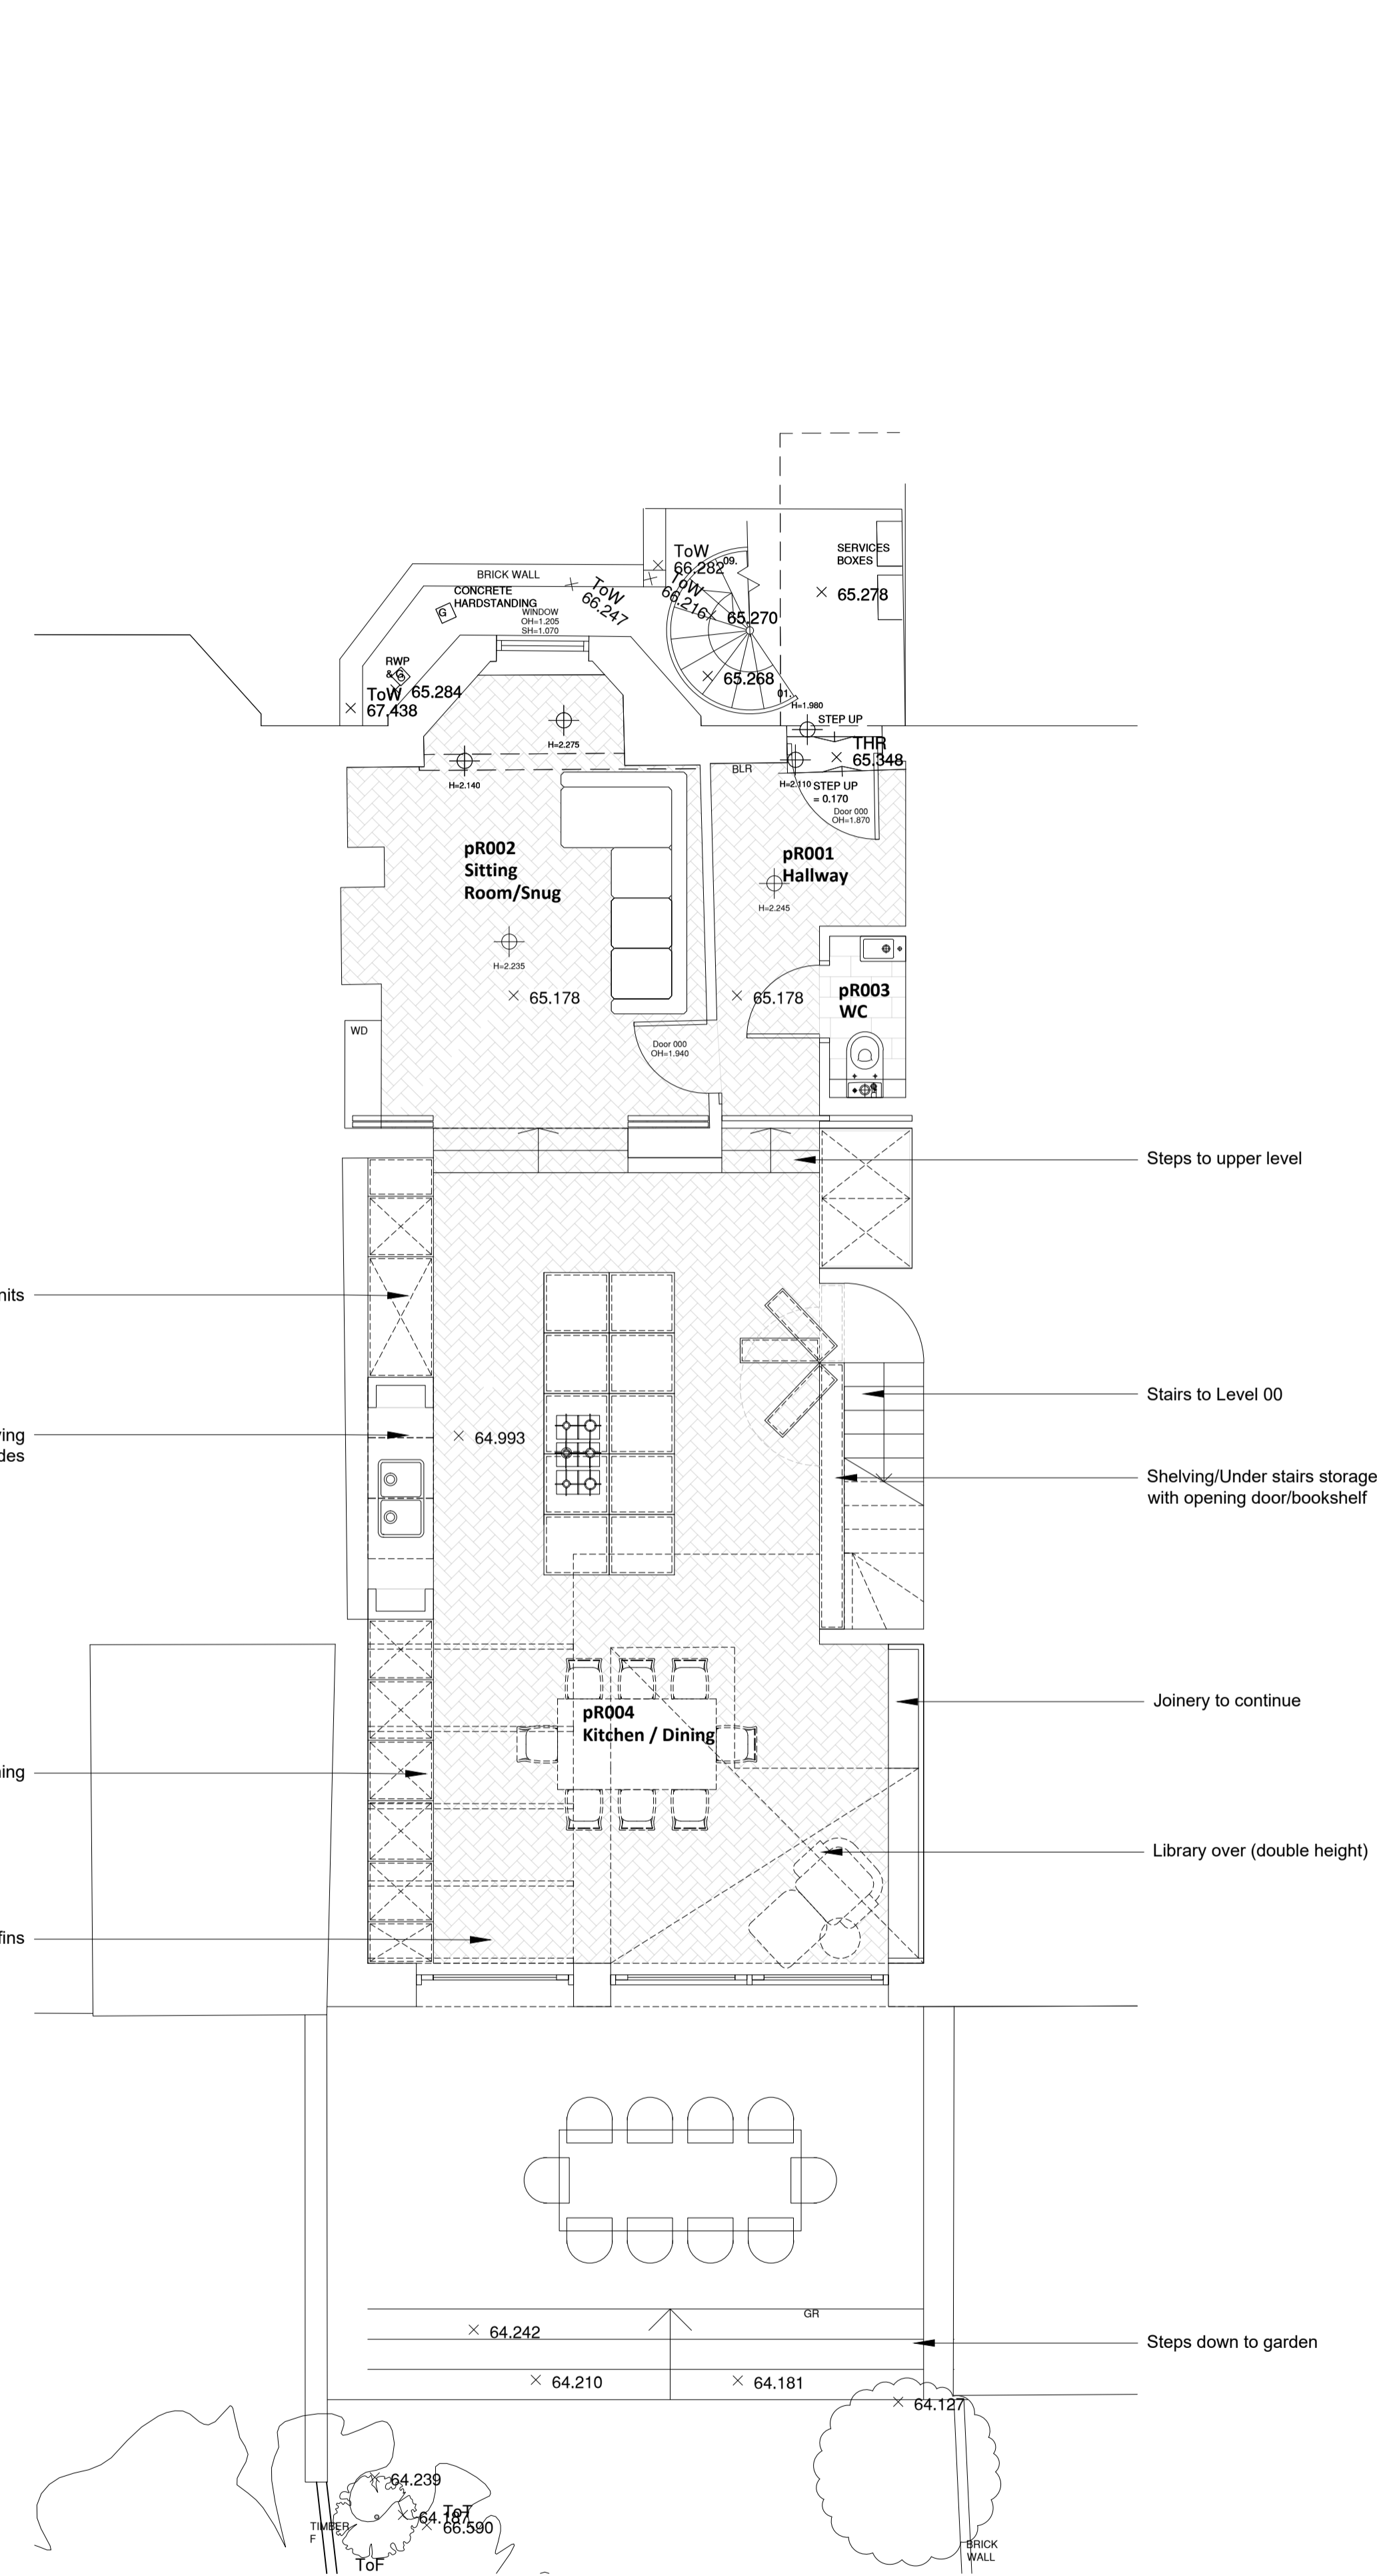 ToW
66.282
09.
SERVICES
BOXES
BRICK WALL
ToW
66.247
ToW
66.216
65.278
CONCRETE
HARDSTANDING
G
WINDOW
OH=1.205
SH=1.070
65.270
RWP
& G
65.284
ToW
67.438
65.268
01.
H=1.980
STEP UP
H=2.275
THR
65.348
BLR
H=2.140
H=2.110
STEP UP
= 0.170
Door 000
OH=1.870
pR002
Sitting
Room/Snug
pR001
Hallway
H=2.245
H=2.235
65.178
65.178
pR003
WC
WD
Door 000
OH=1.940
Steps to upper level
nits
Stairs to Level 00
ving
des
64.993
Shelving/Under stairs storage
with opening door/bookshelf
Joinery to continue
pR004
Kitchen / Dining
ning
Library over (double height)
fins
GR
64.242
Steps down to garden
64.210
64.181
64.127
64.239
64.187
ToT
66.590
TIMBER
F
BRICK
WALL
ToF